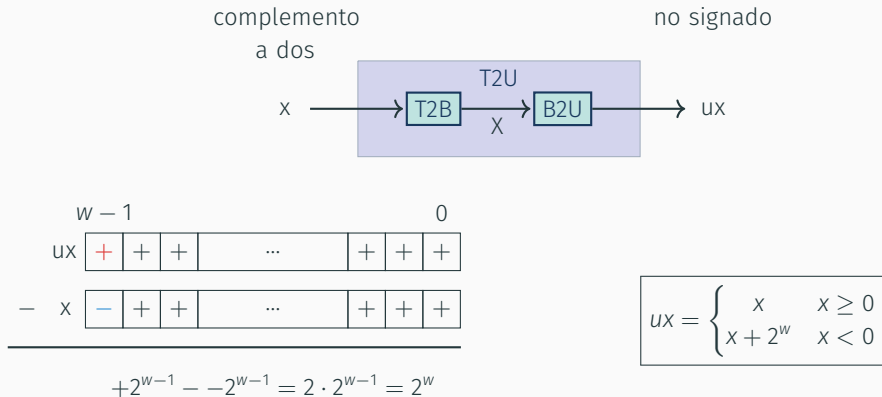 complemento
a dos
no signado
T2U
x
T2B
X
B2U
ux
w − 1
0
ux + + + ... + + +
− x − + + ... + + +
+2^{w−1} − −2^{w−1} = 2 · 2^{w−1} = 2^w
ux = { x x ≥ 0
x + 2^w x < 0